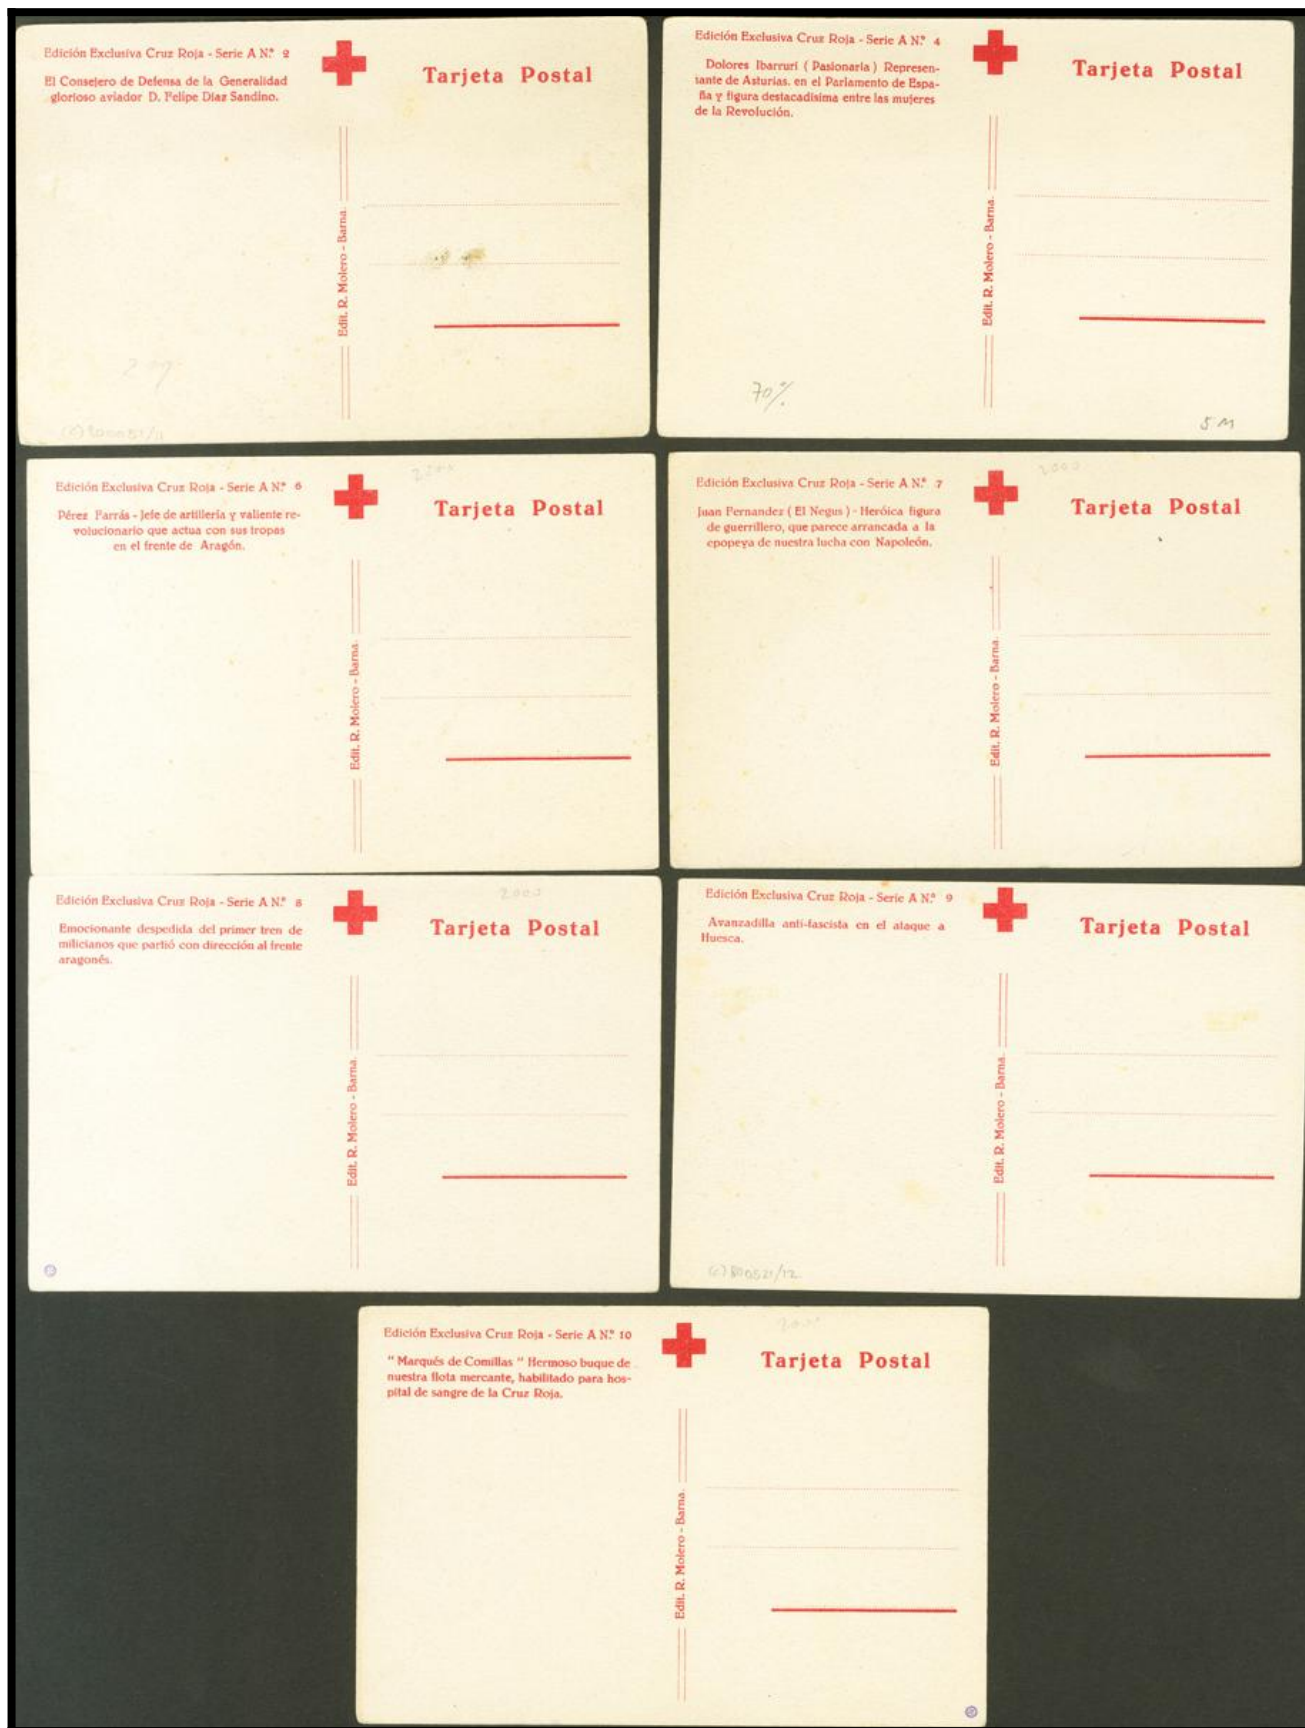 Edición Exclusiva Cruz Roja - Serie A N.º 2
El Consejero de Defensa de la Generalidad
glorioso aviador D. Felipe Díaz Sandino.
Tarjeta Postal
Edit. R. Molero - Barna.
Edición Exclusiva Cruz Roja - Serie A N.º 4
Dolores Ibarruri ( Pasionaria ) Represen-
tante de Asturias. en el Parlamento de Espa-
ña y figura destacadísima entre las mujeres
de la Revolución.
Tarjeta Postal
Edit. R. Molero - Barna.
70%
5 M
Edición Exclusiva Cruz Roja - Serie A N.º 6
Pérez Farrás - Jefe de artillería y valiente re-
volucionario que actua con sus tropas
en el frente de Aragón.
Tarjeta Postal
Edit. R. Molero - Barna.
Edición Exclusiva Cruz Roja - Serie A N.º 7
Juan Fernandez ( El Negus ) - Heróica figura
de guerrillero, que parece arrancada a la
epopeya de nuestra lucha con Napoleón.
2000
Tarjeta Postal
Edit. R. Molero - Barna.
Edición Exclusiva Cruz Roja - Serie A N.º 8
Emocionante despedida del primer tren de
milicianos que partió con dirección al frente
aragonés.
2000
Tarjeta Postal
Edit. R. Molero - Barna.
Edición Exclusiva Cruz Roja - Serie A N.º 9
Avanzadilla anti-fascista en el ataque a
Huesca.
Tarjeta Postal
Edit. R. Molero - Barna.
Edición Exclusiva Cruz Roja - Serie A N.º 10
" Marqués de Comillas " Hermoso buque de
nuestra flota mercante, habilitado para hos-
pital de sangre de la Cruz Roja.
2000
Tarjeta Postal
Edit. R. Molero - Barna.